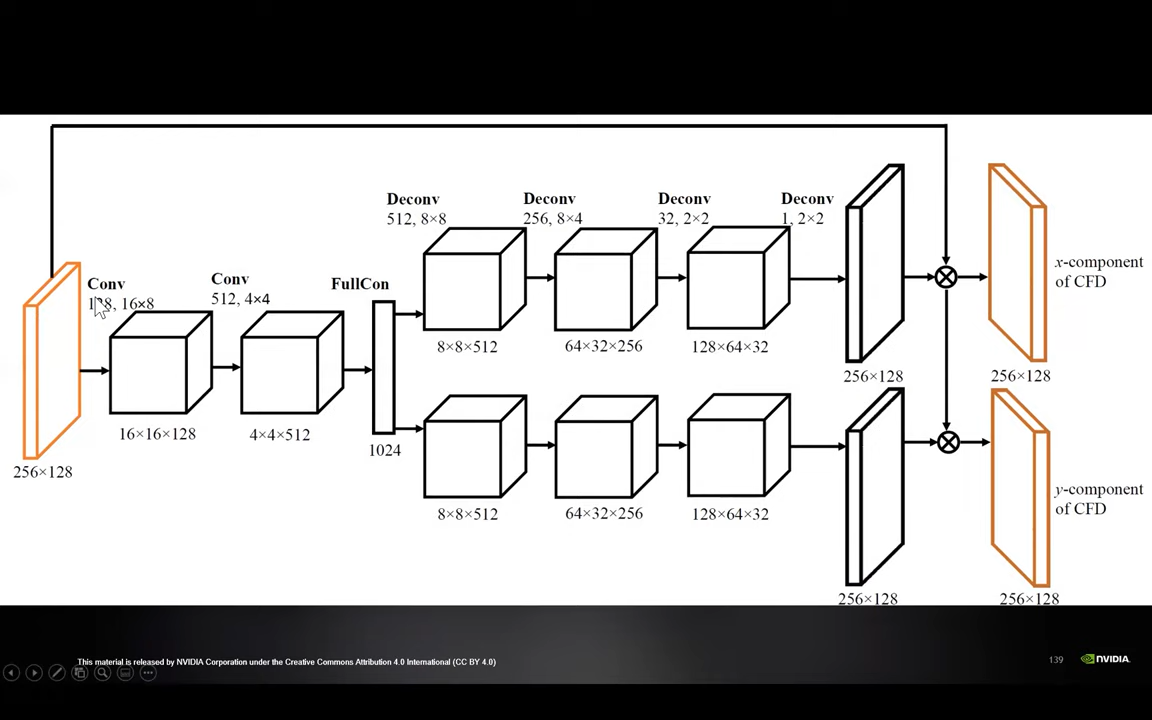 Deconv
512, 8×8
Deconv
256, 8×4
Deconv
32, 2×2
Deconv
1, 2×2
Conv
16×8
Conv
512, 4×4
FullCon
x-component
of CFD
8×8×512
64×32×256
128×64×32
256×128
256×128
16×16×128
4×4×512
1024
256×128
y-component
of CFD
8×8×512
64×32×256
128×64×32
256×128
256×128
This material is released by NVIDIA Corporation under the Creative Commons Attribution 4.0 International (CC BY 4.0)
139
NVIDIA.